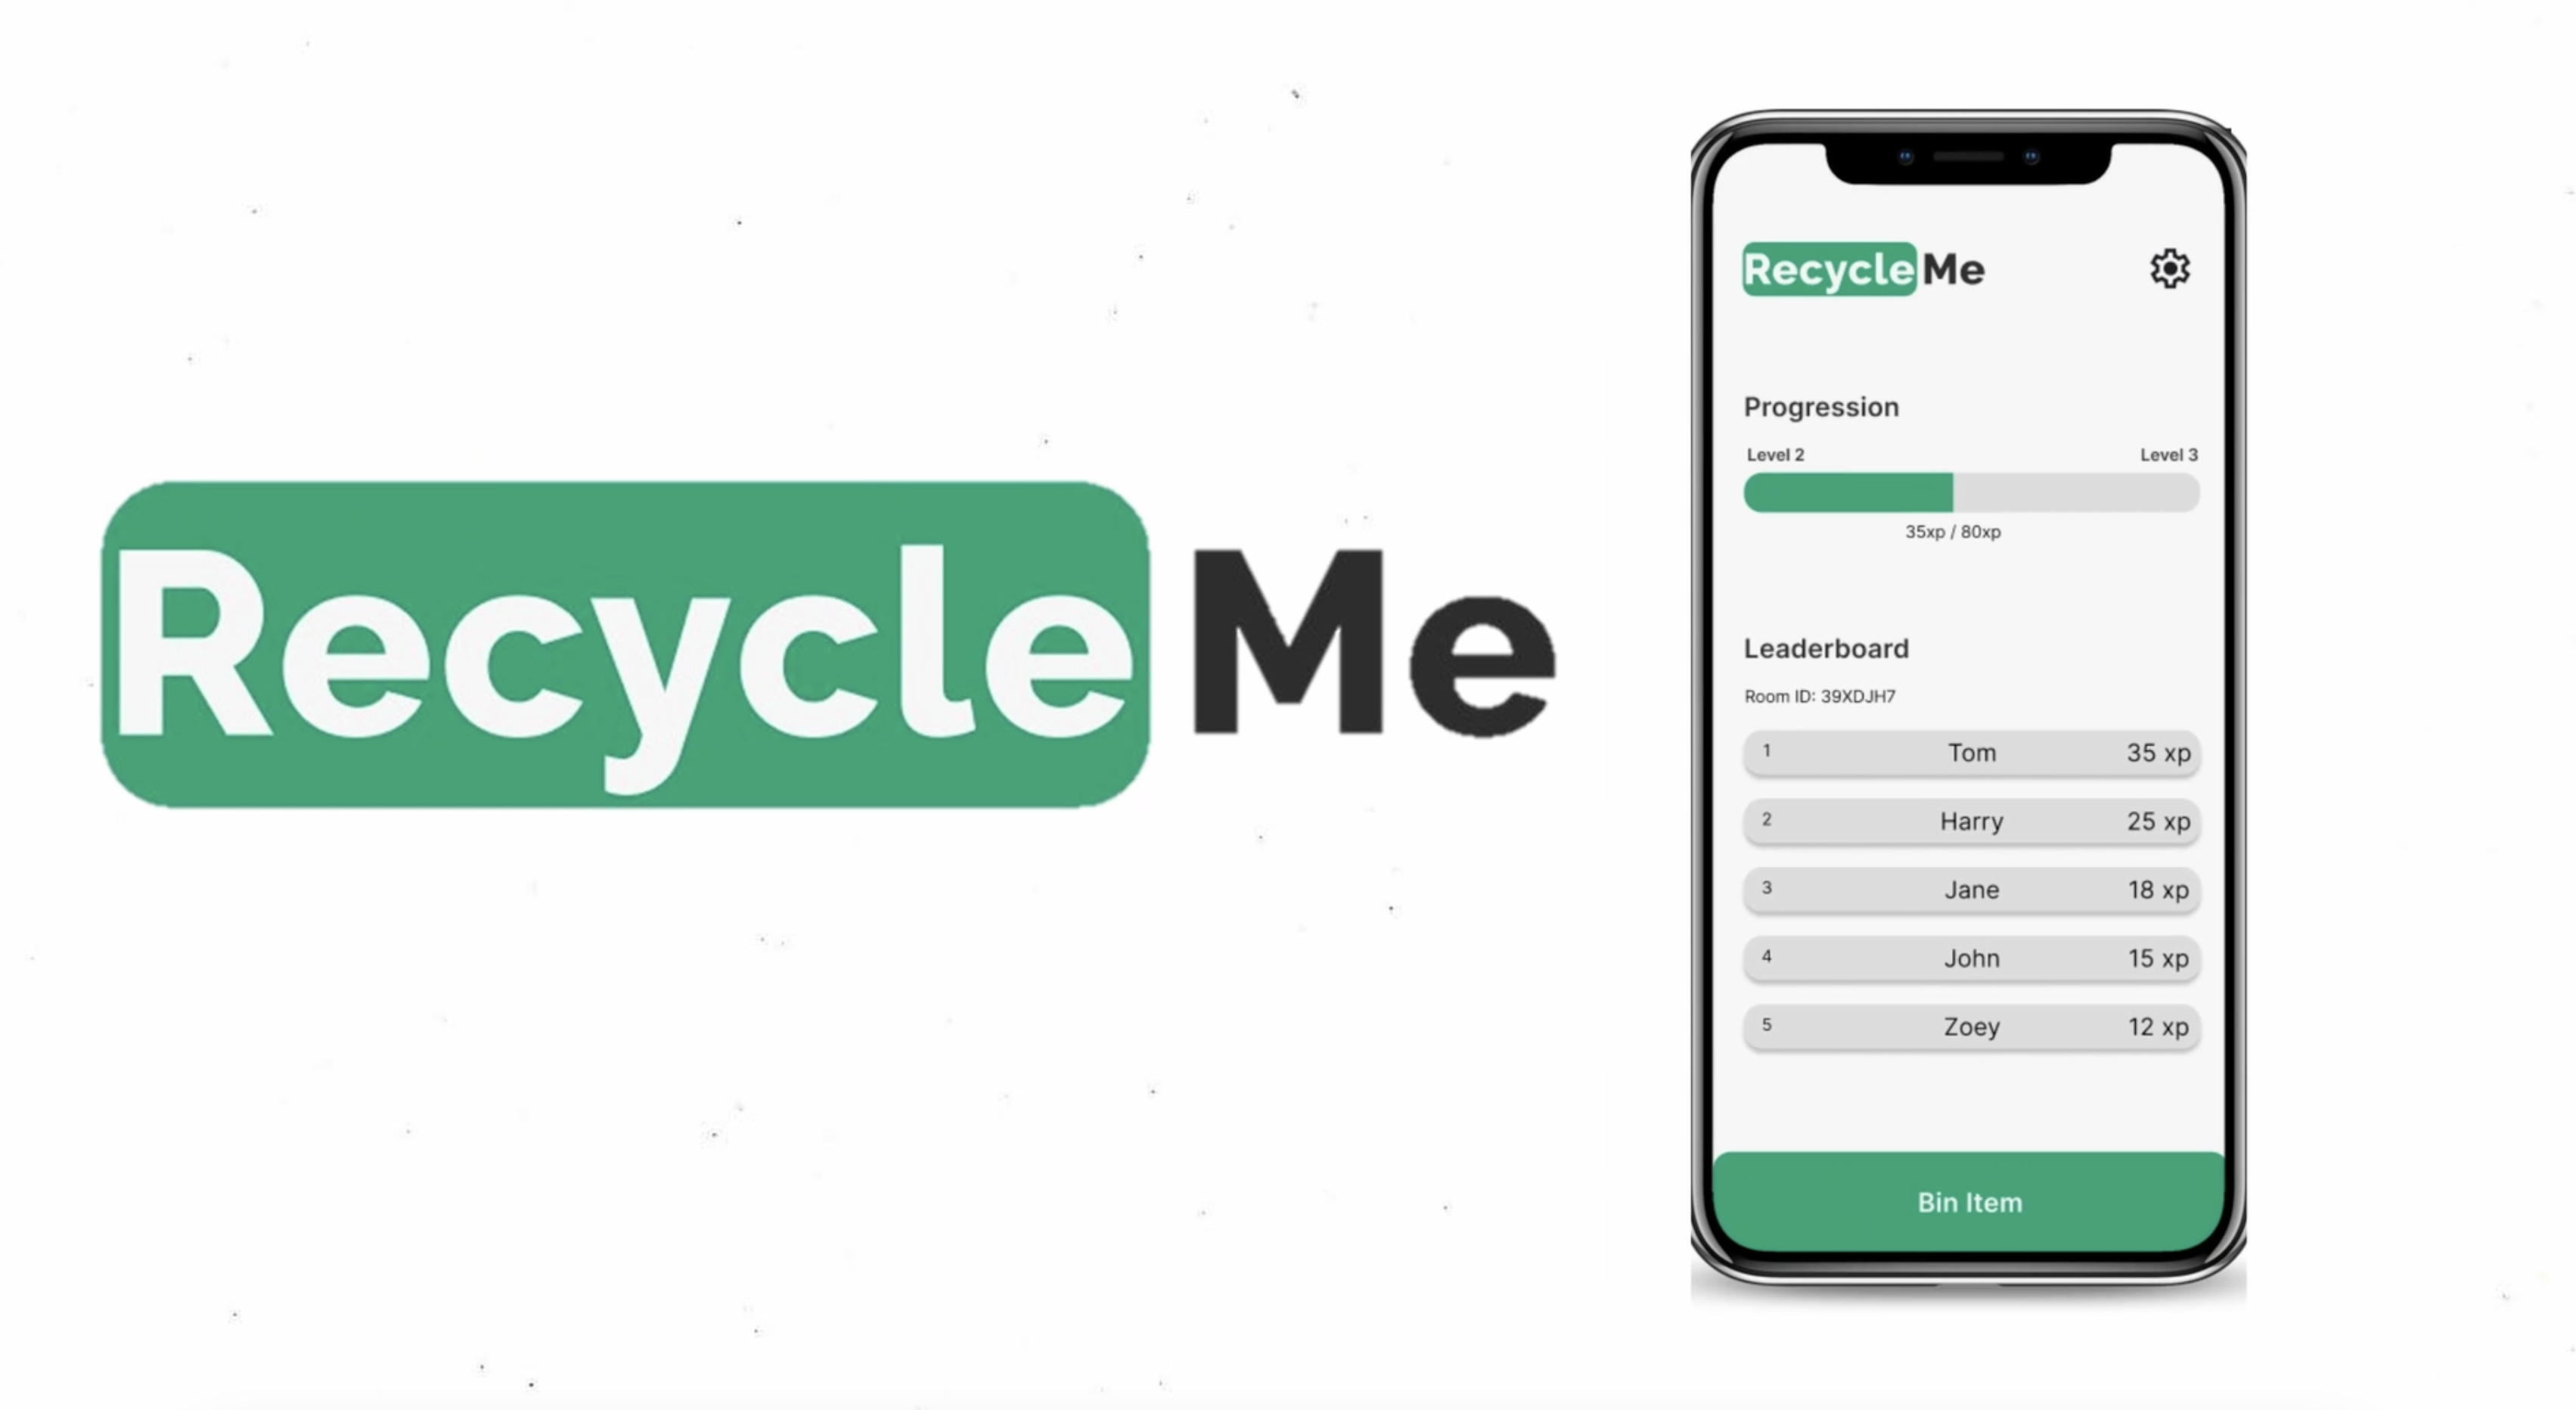 RecycleMe
RecycleMe
Progression
Level 2 Level 3
35xp / 80xp
Leaderboard
Room ID: 39XDJH7
1 Tom 35 xp
2 Harry 25 xp
3 Jane 18 xp
4 John 15 xp
5 Zoey 12 xp
Bin Item